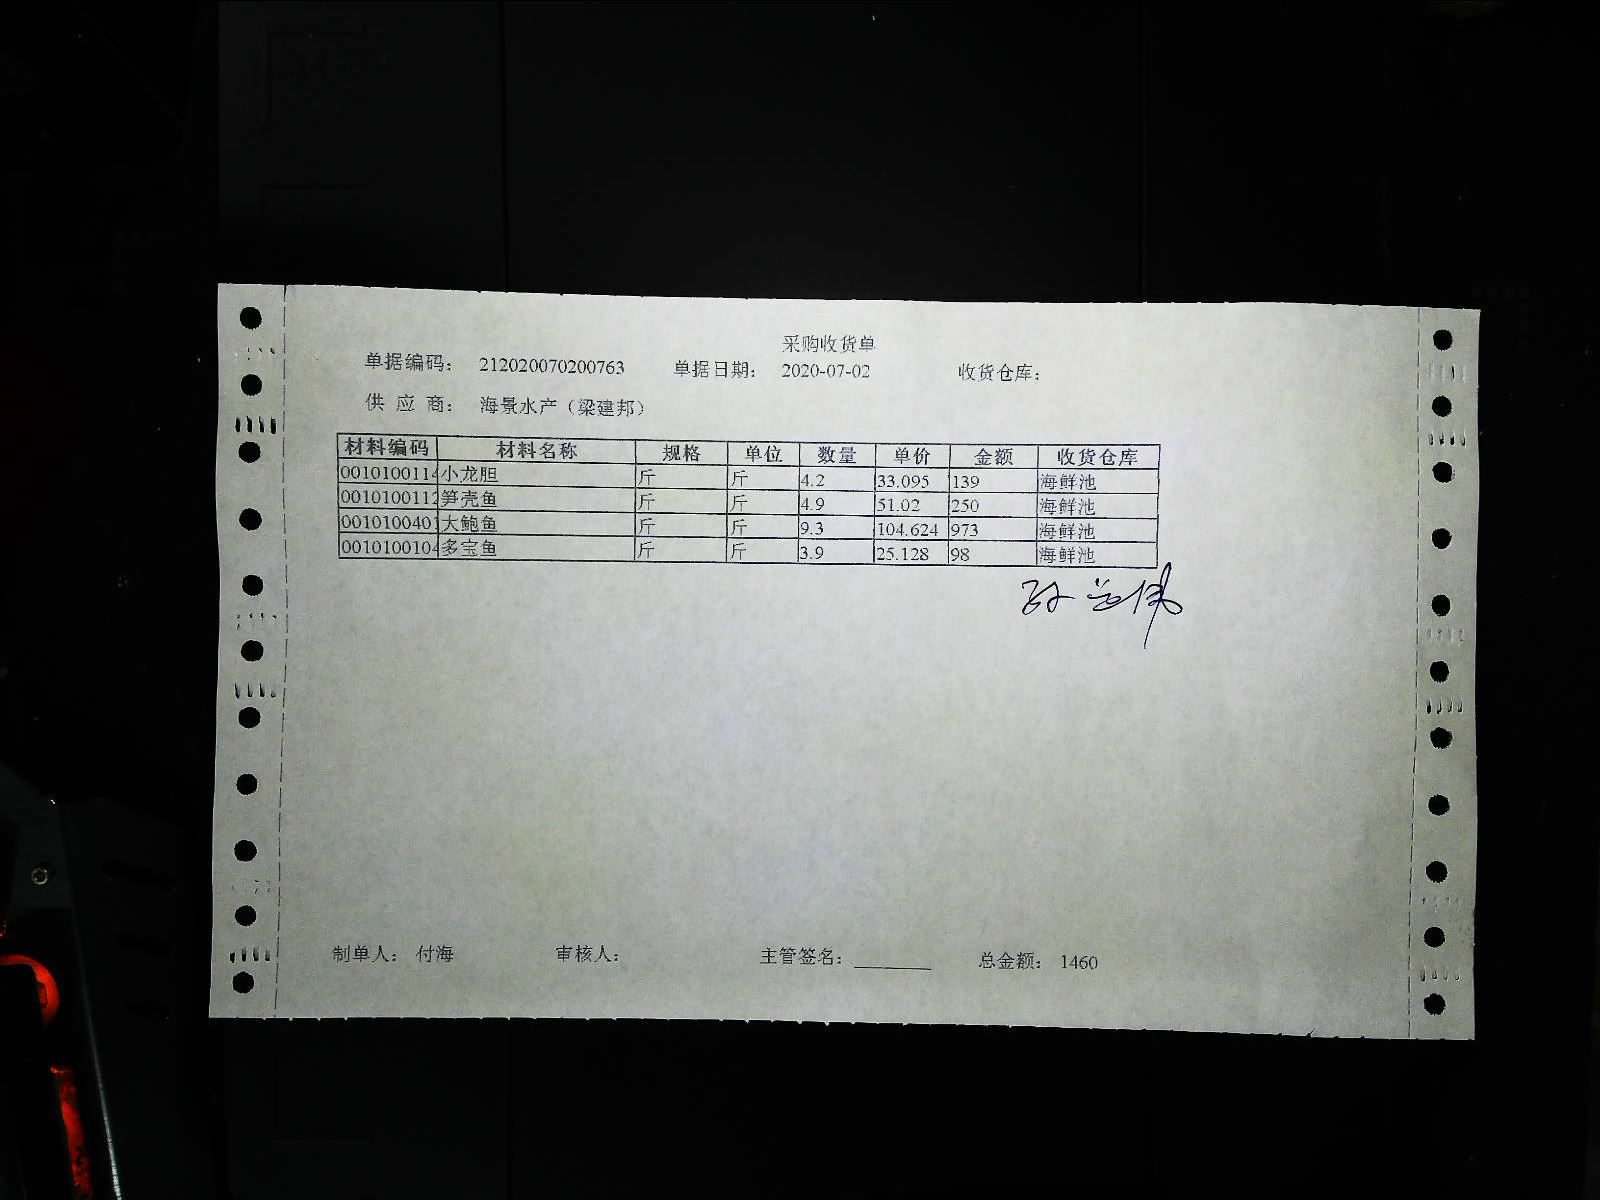 采购收货单
单据编码: 212020070200763 单据日期: 2020-07-02 收货仓库:
供应商: 海景水产（梁建邦）
材料编码 材料名称 规格 单位 数量 单价 金额 收货仓库
0010100114 小龙胆 斤 斤 4.2 33.095 139 海鲜池
0010100112 笋壳鱼 斤 斤 4.9 51.02 250 海鲜池
0010100401 大鲍鱼 斤 斤 9.3 104.624 973 海鲜池
0010100104 多宝鱼 斤 斤 3.9 25.128 98 海鲜池
制单人: 付海 审核人: 主管签名: 总金额: 1460